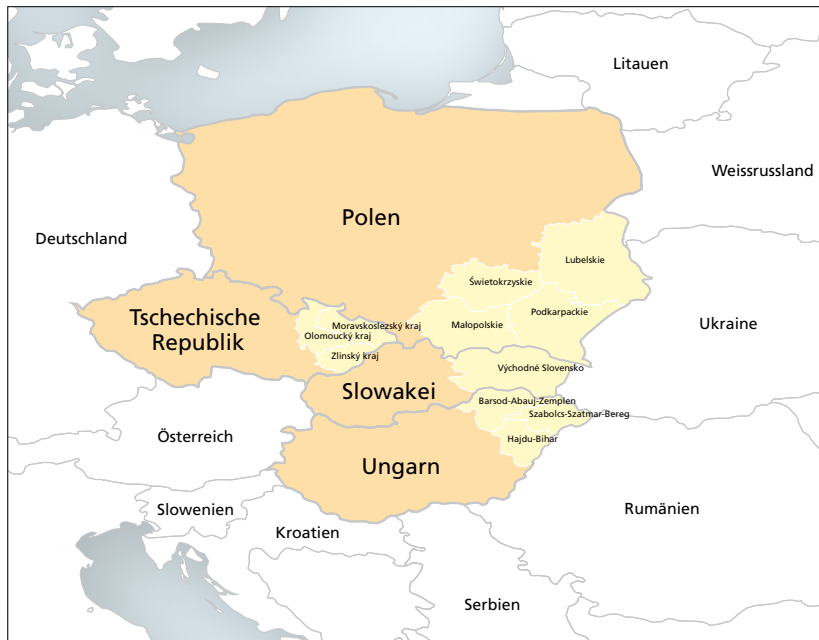 Litauen
Weissrussland
Polen
Deutschland
Lubelskie
Świetokrzyskie
Podkarpackie
Tschechische
Republik
Moravskoslezský kraj
Olomoucký kraj
Małopolskie
Ukraine
Zlínský kraj
Východné Slovensko
Slowakei
Barsod-Abauj-Zemplen
Szabolcs-Szatmar-Bereg
Österreich
Hajdu-Bihar
Ungarn
Slowenien
Rumänien
Kroatien
Serbien